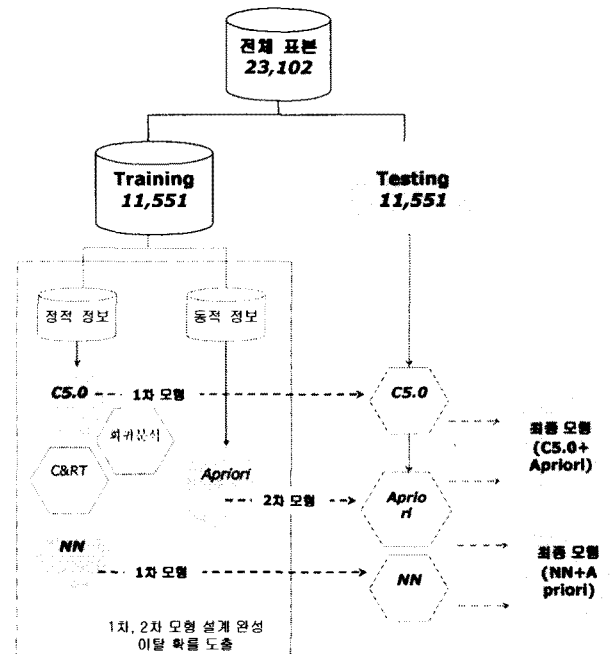 전체 표본
23,102
Training
11,551
Testing
11,551
정적 정보
동적 정보
C5.0
1차 모형
C5.0
회귀분석
최종 모형
(C5.0+
Apriori)
C&RT
Apriori
2차 모형
Aprio
ri
NN
1차 모형
NN
최종 모형
(NN+A
priori)
1차, 2차 모형 설계 완성
이탈 확률 도출